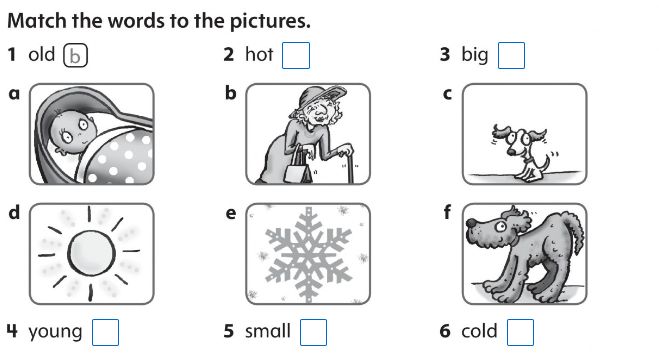 Match the words to the pictures.
1 old b 2 hot 3 big
a b c
d e f
4 young 5 small 6 cold